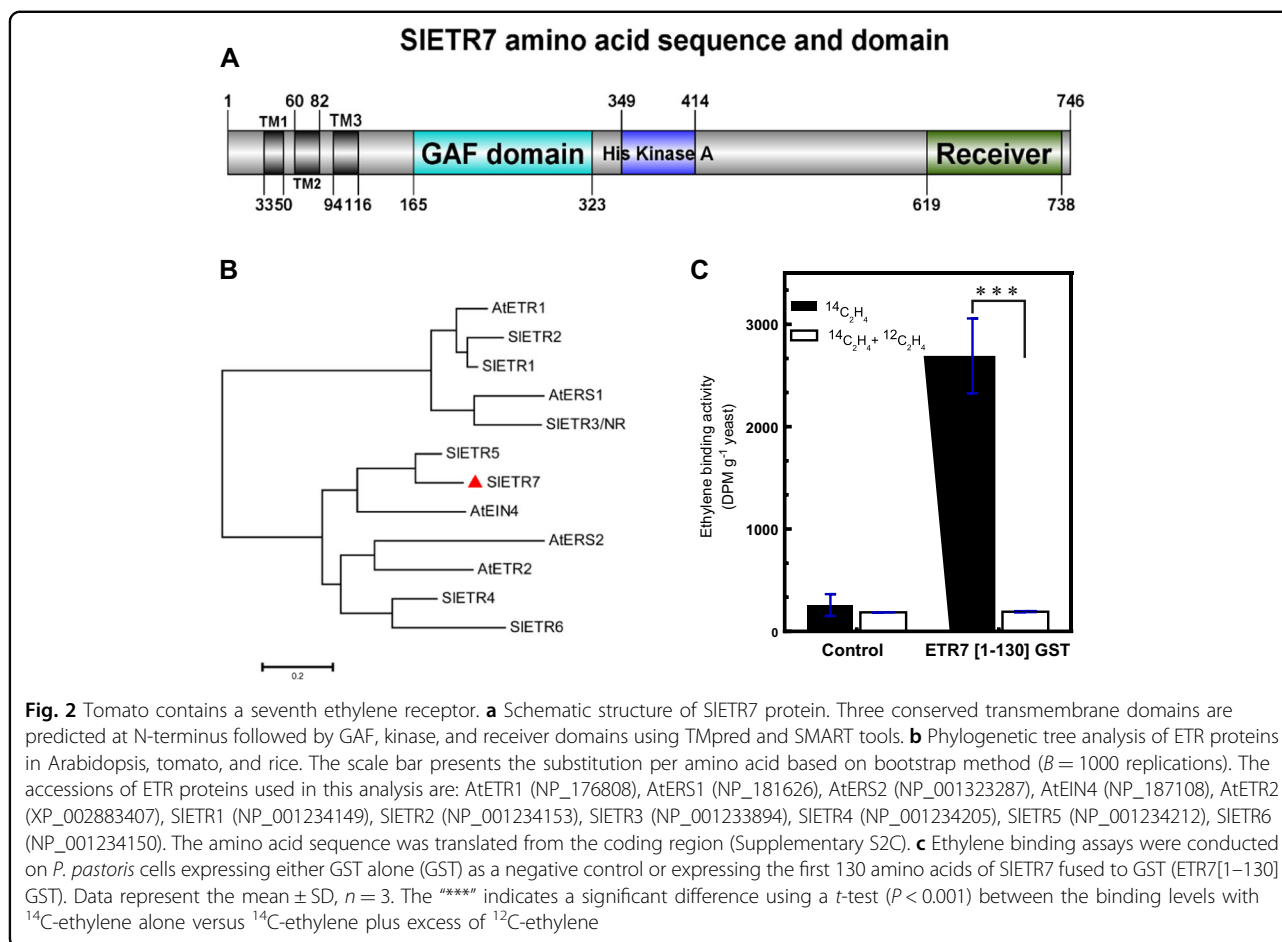 SlETR7 amino acid sequence and domain
A
1 60 82 349 414 746
TM1 TM3
GAF domain His Kinase A Receiver
TM2
33 50 94 116 165 323 619 738
B
AtETR1
SlETR2
SlETR1
AtERS1
SlETR3/NR
SlETR5
SlETR7
AtEIN4
AtERS2
AtETR2
SlETR4
SlETR6
0.2
C
***
¹⁴C₂H₄
¹⁴C₂H₄+ ¹²C₂H₄
3000
2000
1000
0
Ethylene binding activity
(DPM g⁻¹ yeast)
Control ETR7 [1-130] GST
Fig. 2 Tomato contains a seventh ethylene receptor. a Schematic structure of SlETR7 protein. Three conserved transmembrane domains are
predicted at N-terminus followed by GAF, kinase, and receiver domains using TMpred and SMART tools. b Phylogenetic tree analysis of ETR proteins
in Arabidopsis, tomato, and rice. The scale bar presents the substitution per amino acid based on bootstrap method (B = 1000 replications). The
accessions of ETR proteins used in this analysis are: AtETR1 (NP_176808), AtERS1 (NP_181626), AtERS2 (NP_001323287), AtEIN4 (NP_187108), AtETR2
(XP_002883407), SlETR1 (NP_001234149), SlETR2 (NP_001234153), SlETR3 (NP_001233894), SlETR4 (NP_001234205), SlETR5 (NP_001234212), SlETR6
(NP_001234150). The amino acid sequence was translated from the coding region (Supplementary S2C). c Ethylene binding assays were conducted
on P. pastoris cells expressing either GST alone (GST) as a negative control or expressing the first 130 amino acids of SlETR7 fused to GST (ETR7[1–130]
GST). Data represent the mean ± SD, n = 3. The “***” indicates a significant difference using a t-test (P < 0.001) between the binding levels with
¹⁴C-ethylene alone versus ¹⁴C-ethylene plus excess of ¹²C-ethylene